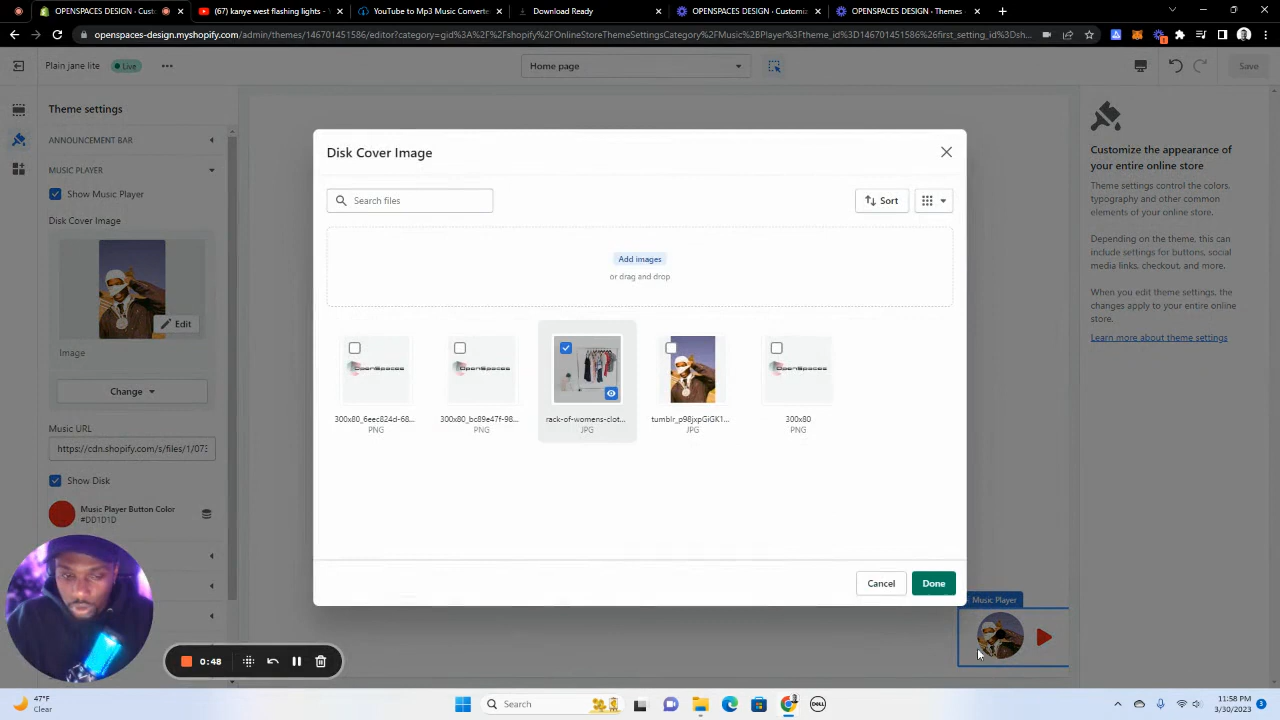 OPENSPACES DESIGN - Custo
(67) kanye west flashing lights -
YouTube to Mp3 Music Converte
Download Ready
OPENSPACES DESIGN - Customiz
OPENSPACES DESIGN - Themes
openspaces-design.myshopify.com/admin/themes/146701451586/editor?category=gid%3A%2F%2Fshopify%2FOnlineStoreThemeSettingsCategory%2FMusic%2BPlayer%3Ftheme_id%3D146701451586%26first_setting_id%3Dsh...
Plain jane lite
Live
Home page
Save
Theme settings
ANNOUNCEMENT BAR
MUSIC PLAYER
Show Music Player
Disk Cover Image
Edit
Image
Change
Music URL
https://cdn.shopify.com/s/files/1/073
Show Disk
Music Player Button Color
#DD1D1D
Disk Cover Image
Search files
Sort
Add images
or drag and drop
OpenSpaces
OpenSpaces
OpenSpaces
300x80_6eec824d-68...
PNG
300x80_bc89e47f-98...
PNG
rack-of-womens-clot...
JPG
tumblr_p98jxpGiGK1...
JPG
300x80
PNG
Cancel
Done
Customize the appearance of
your entire online store
Theme settings control the colors,
typography and other common
elements of your online store.
Depending on the theme, this can
include settings for buttons, social
media links, checkout, and more.
When you edit theme settings, the
changes apply to your entire online
store.
Learn more about theme settings
Music Player
0:48
47°F
Clear
Search
DELL
11:58 PM
3/30/2023
3